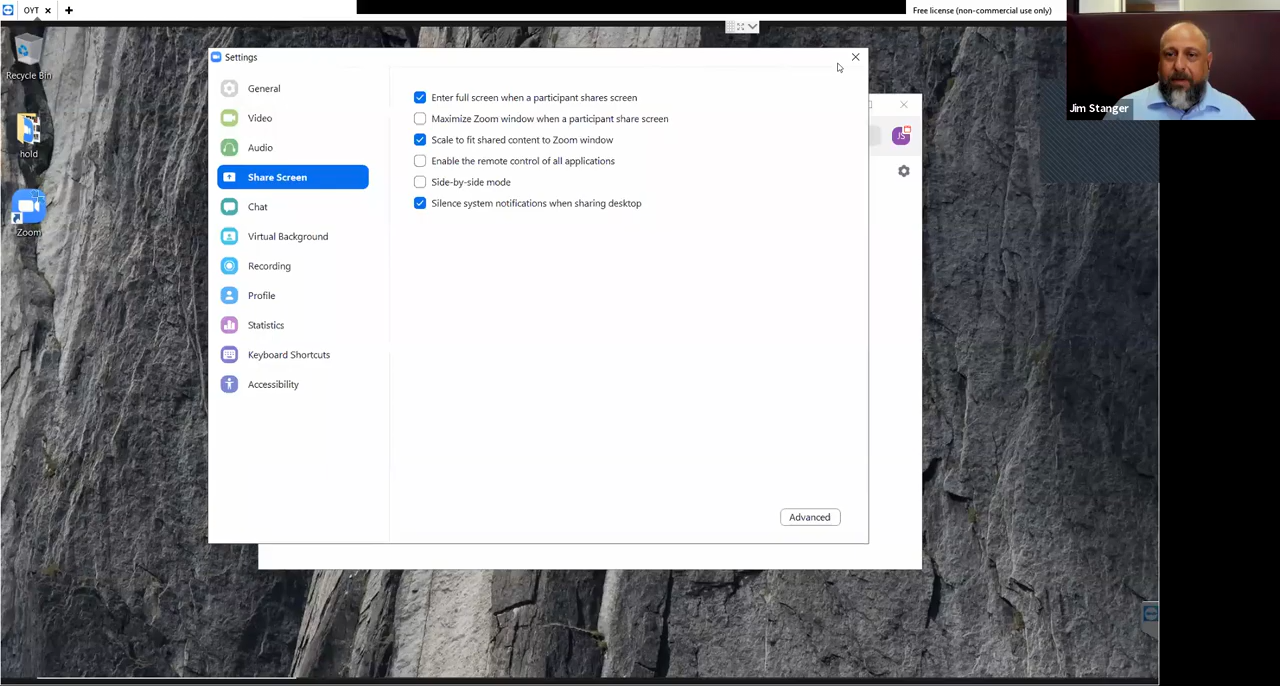 OYT
Free license (non-commercial use only)
Recycle Bin
hold
Zoom
Settings
General
Video
Audio
Share Screen
Chat
Virtual Background
Recording
Profile
Statistics
Keyboard Shortcuts
Accessibility
Enter full screen when a participant shares screen
Maximize Zoom window when a participant share screen
Scale to fit shared content to Zoom window
Enable the remote control of all applications
Side-by-side mode
Silence system notifications when sharing desktop
Advanced
JS
Jim Stanger